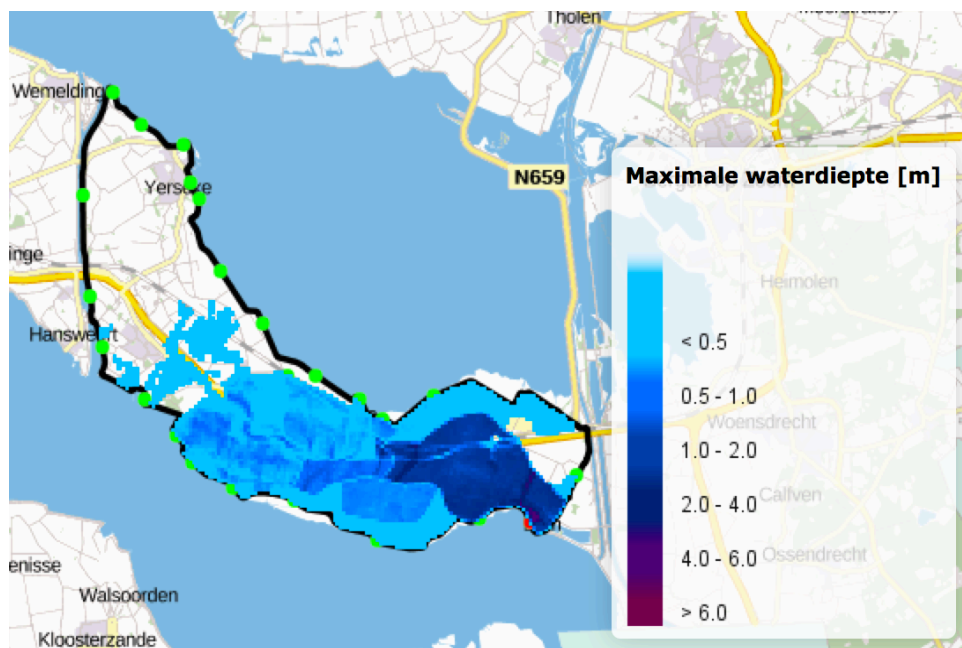 Tholen
Wemelding
Yerseke
N659
Maximale waterdiepte [m]
inge
Heimolen
Hansweert
< 0.5
0.5 - 1.0
Woensdrecht
1.0 - 2.0
Calfven
2.0 - 4.0
4.0 - 6.0
Ossendrecht
enisse
Walsoorden
> 6.0
Kloosterzande